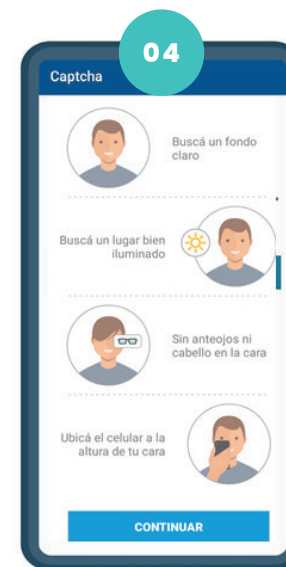 04
Captcha
Buscá un fondo
claro
Buscá un lugar bien
iluminado
Sin anteojos ni
cabello en la cara
Ubicá el celular a la
altura de tu cara
CONTINUAR